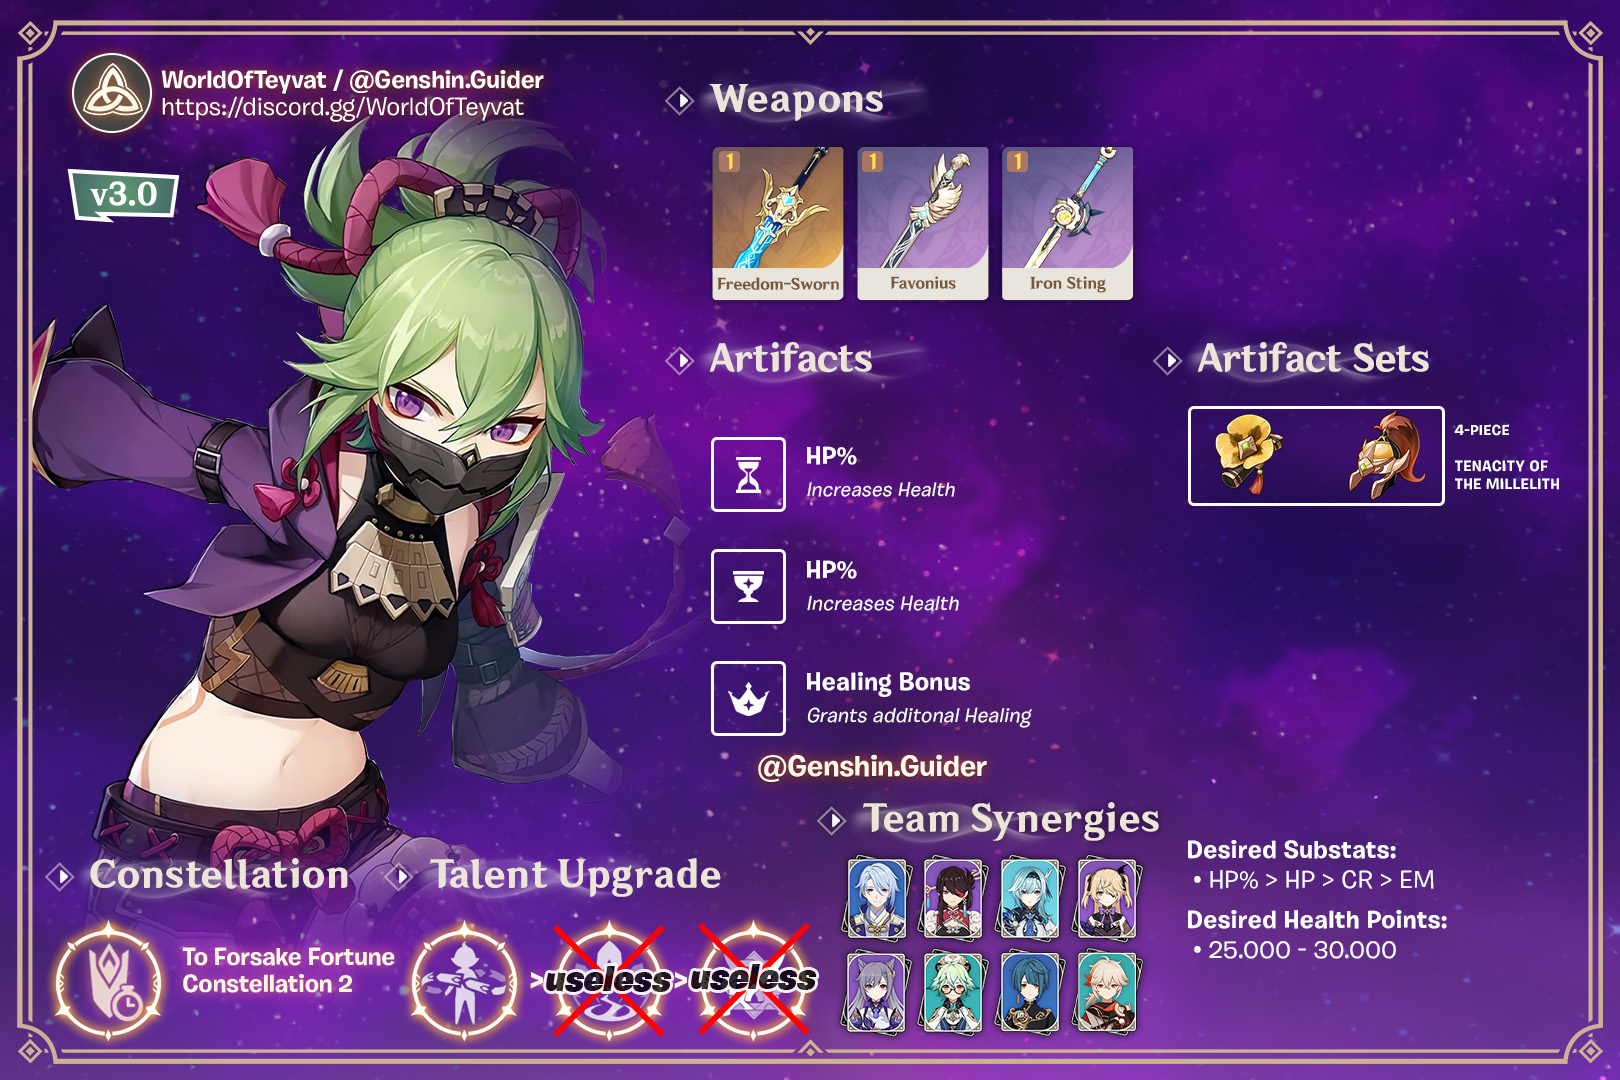 WorldOfTeyvat / @Genshin.Guider
https://discord.gg/WorldOfTeyvat
v3.0
Weapons
1
1
1
Freedom-Sworn
Favonius
Iron Sting
Artifacts
HP%
Increases Health
HP%
Increases Health
Healing Bonus
Grants additonal Healing
@Genshin.Guider
Artifact Sets
4-PIECE
TENACITY OF
THE MILLELITH
Constellation
To Forsake Fortune
Constellation 2
Talent Upgrade
> useless > useless
Team Synergies
Desired Substats:
• HP% > HP > CR > EM
Desired Health Points:
• 25.000 - 30.000